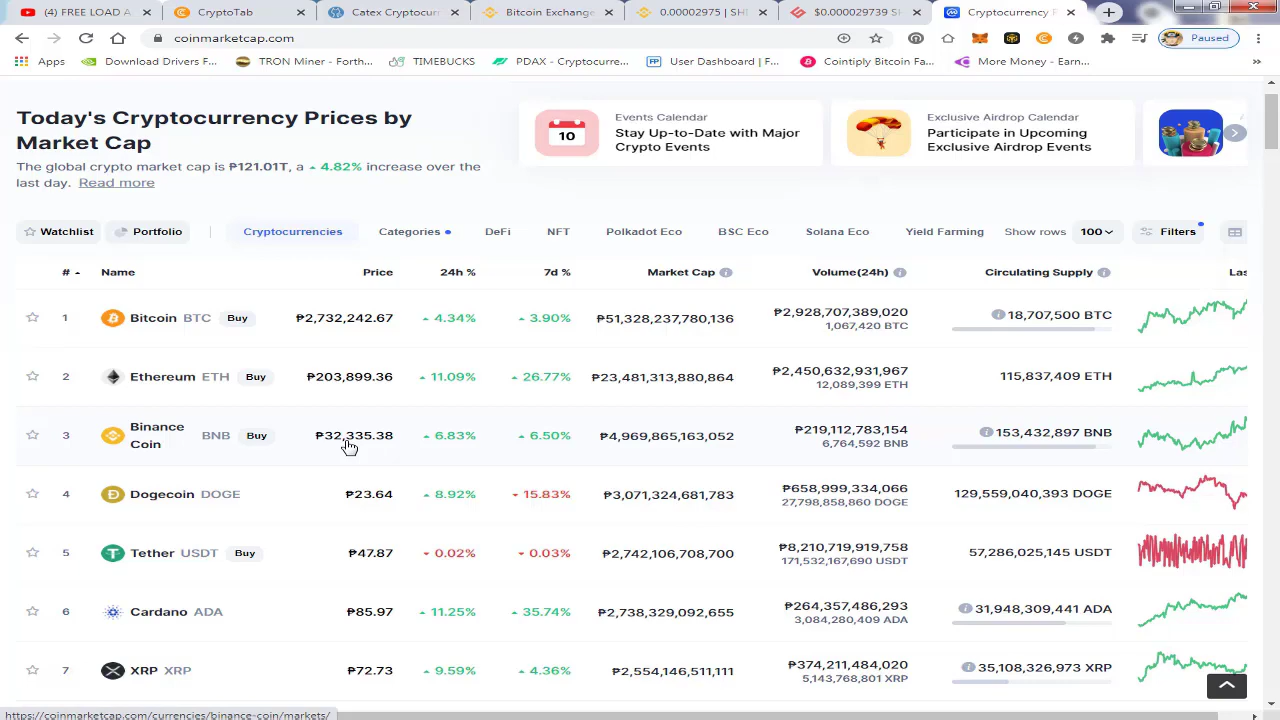 (1) FREE LOAD A
CryptoTab
Catex Cryptocurr
Bitcoin Exchange
0.00002973 BN
$0.00029739 SH
Cryptocurrency P
coinmarketcap.com
Paused
Apps
Download Drivers F...
TRON Miner - Forth...
TIMEBUCKS
PDAX - Cryptocurre...
User Dashboard | F...
Cointiply Bitcoin Fa...
More Money - Earn...
»
Today's Cryptocurrency Prices by
Market Cap
The global crypto market cap is ₱121.01T, a 4.82% increase over the
last day. Read more
10
Events Calendar
Stay Up-to-Date with Major
Crypto Events
Exclusive Airdrop Calendar
Participate in Upcoming
Exclusive Airdrop Events
Watchlist Portfolio Cryptocurrencies Categories DeFi NFT Polkadot Eco BSC Eco Solana Eco Yield Farming Show rows 100 Filters
# Name Price 24h % 7d % Market Cap Volume(24h) Circulating Supply Las
1 Bitcoin BTC Buy ₱2,732,242.67 4.34% 3.90% ₱51,328,237,780,136 ₱2,928,707,389,020 18,707,500 BTC
1,067,420 BTC
2 Ethereum ETH Buy ₱203,899.36 11.09% 26.77% ₱23,481,313,880,864 ₱2,450,632,931,967 115,837,409 ETH
12,089,399 ETH
3 Binance Coin BNB Buy ₱32,335.38 6.83% 6.50% ₱4,969,865,163,052 ₱219,112,783,154 153,432,897 BNB
6,764,592 BNB
4 Dogecoin DOGE ₱23.64 8.92% 15.83% ₱3,071,324,681,783 ₱658,999,334,066 129,559,040,393 DOGE
27,798,858,860 DOGE
5 Tether USDT Buy ₱47.87 0.02% 0.03% ₱2,742,106,708,700 ₱8,210,719,919,758 57,286,025,145 USDT
171,532,167,690 USDT
6 Cardano ADA ₱85.97 11.25% 35.74% ₱2,738,329,092,655 ₱264,357,486,293 31,948,309,441 ADA
3,084,280,409 ADA
7 XRP XRP ₱72.73 9.59% 4.36% ₱2,554,146,511,111 ₱374,211,484,020 35,108,326,973 XRP
5,143,768,801 XRP
https://coinmarketcap.com/currencies/binance-coin/markets/